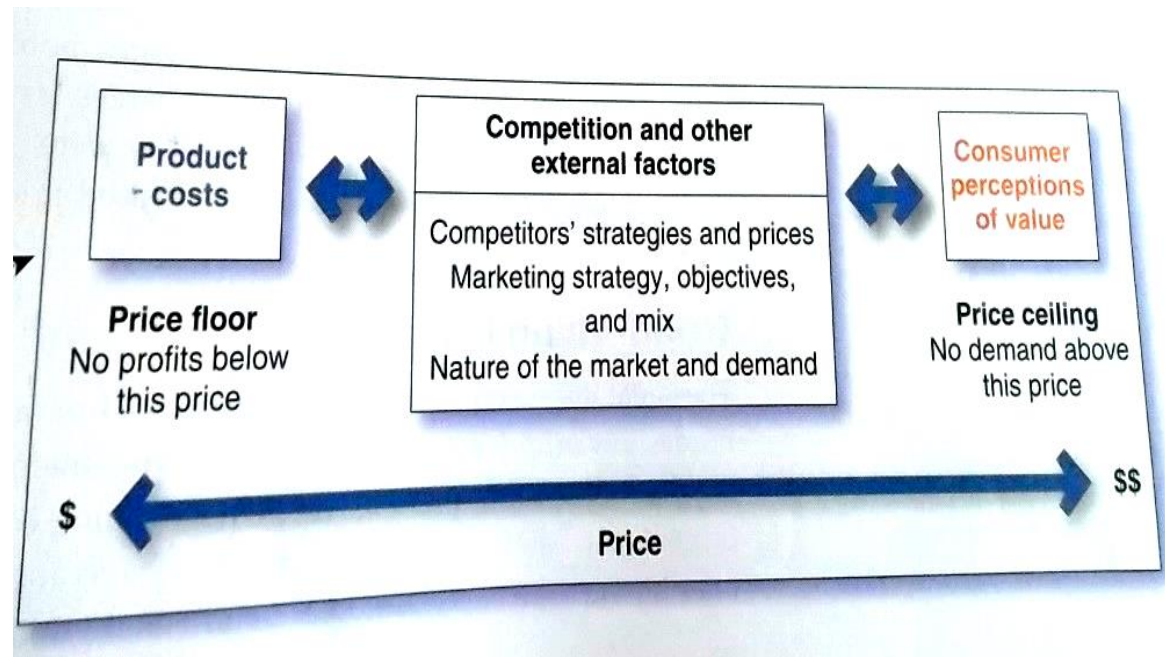 Product
costs
Price floor
No profits below
this price
Competition and other
external factors
Competitors' strategies and prices
Marketing strategy, objectives,
and mix
Nature of the market and demand
Consumer
perceptions
of value
Price ceiling
No demand above
this price
$
$$
Price